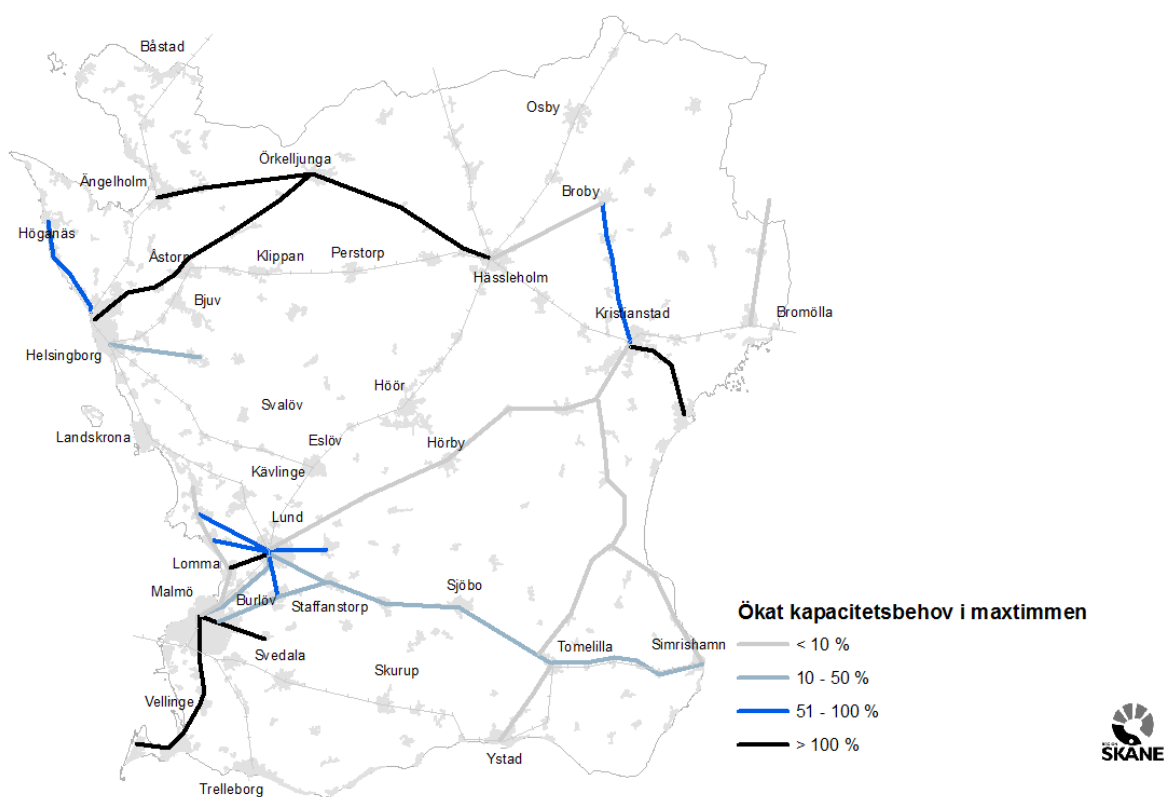 Båstad
Osby
Örkelljunga
Ängelholm
Broby
Höganäs
Åstorp
Klippan
Perstorp
Hässleholm
Bjuv
Kristianstad
Bromölla
Helsingborg
Höör
Svalöv
Landskrona
Eslöv
Hörby
Kävlinge
Lund
Lomma
Malmö
Sjöbo
Burlöv
Staffanstorp
Ökat kapacitetsbehov i maxtimmen
Tomelilla
Simrishamn
< 10 %
Svedala
Skurup
10 - 50 %
Vellinge
51 - 100 %
> 100 %
Ystad
Trelleborg
REGION
SKÅNE